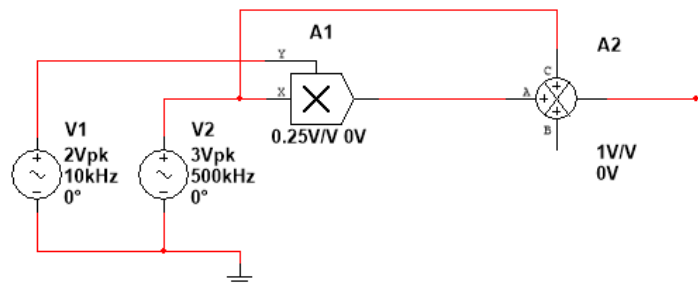 A1
Y
X
0.25V/V 0V
A2
C
A
B
1V/V
0V
V1
2Vpk
10kHz
0°
V2
3Vpk
500kHz
0°